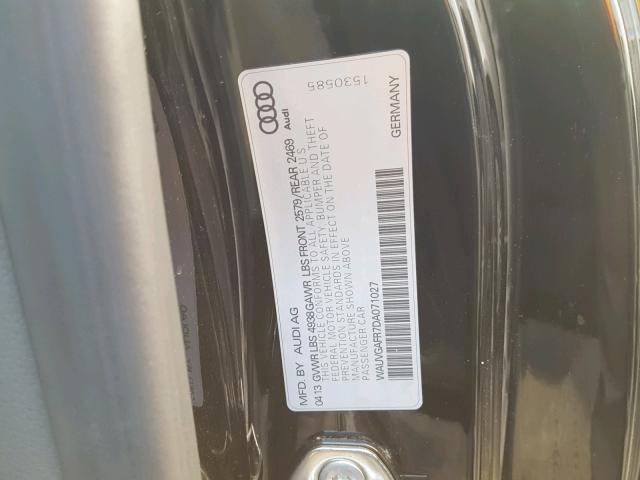 Audi
1530585
MFD. BY AUDI AG
04 13 GVWR LBS 4938 GAWR LBS FRONT 2579/REAR 2469
THIS VEHICLE CONFORMS TO ALL APPLICABLE U S
FEDERAL MOTOR VEHICLE SAFETY, BUMPER AND THEFT
PREVENTION STANDARDS IN EFFECT ON THE DATE OF
MANUFACTURE SHOWN ABOVE
PASSENGER CAR
WAUVGAFR7DA071027
GERMANY